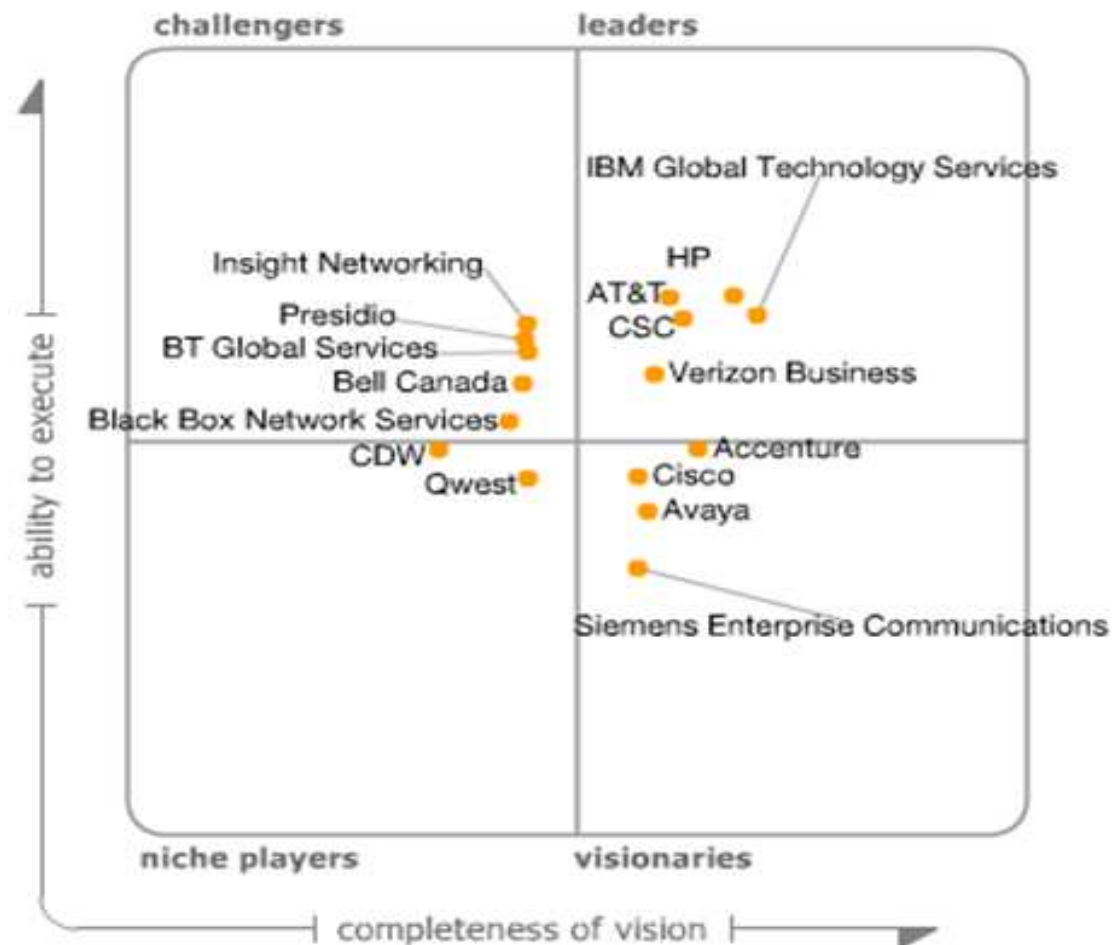 challengers
leaders
IBM Global Technology Services
HP
Insight Networking
AT&T
Presidio
CSC
BT Global Services
Bell Canada
Verizon Business
Black Box Network Services
CDW
Accenture
Qwest
Cisco
Avaya
Siemens Enterprise Communications
ability to execute
niche players
visionaries
completeness of vision